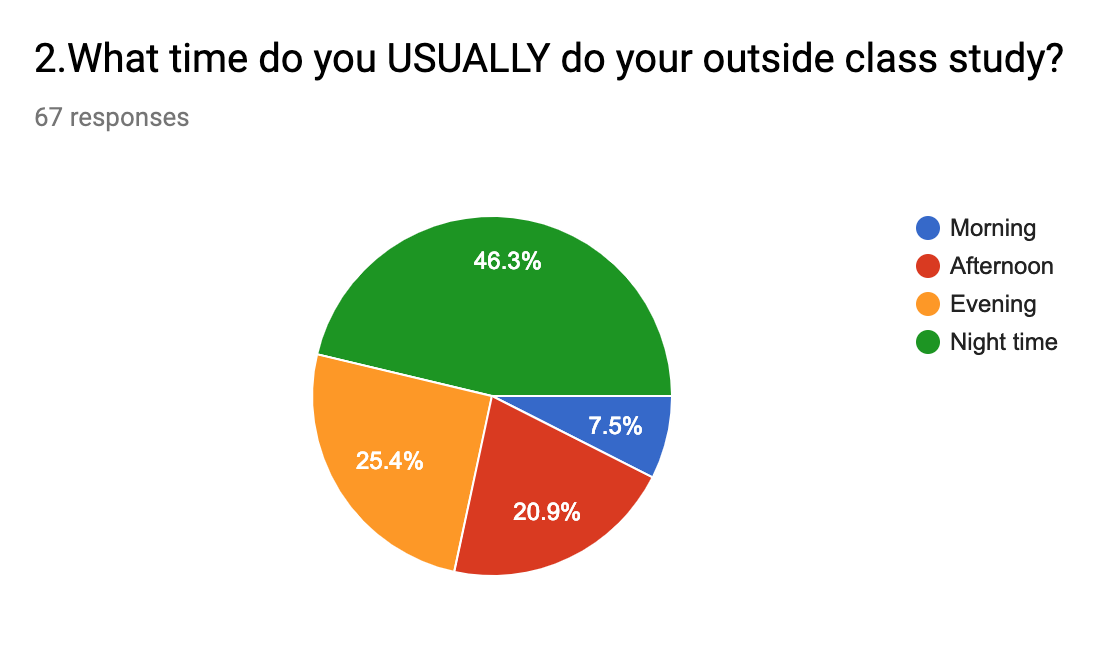 2.What time do you USUALLY do your outside class study?
67 responses
46.3%
7.5%
25.4%
20.9%
Morning
Afternoon
Evening
Night time